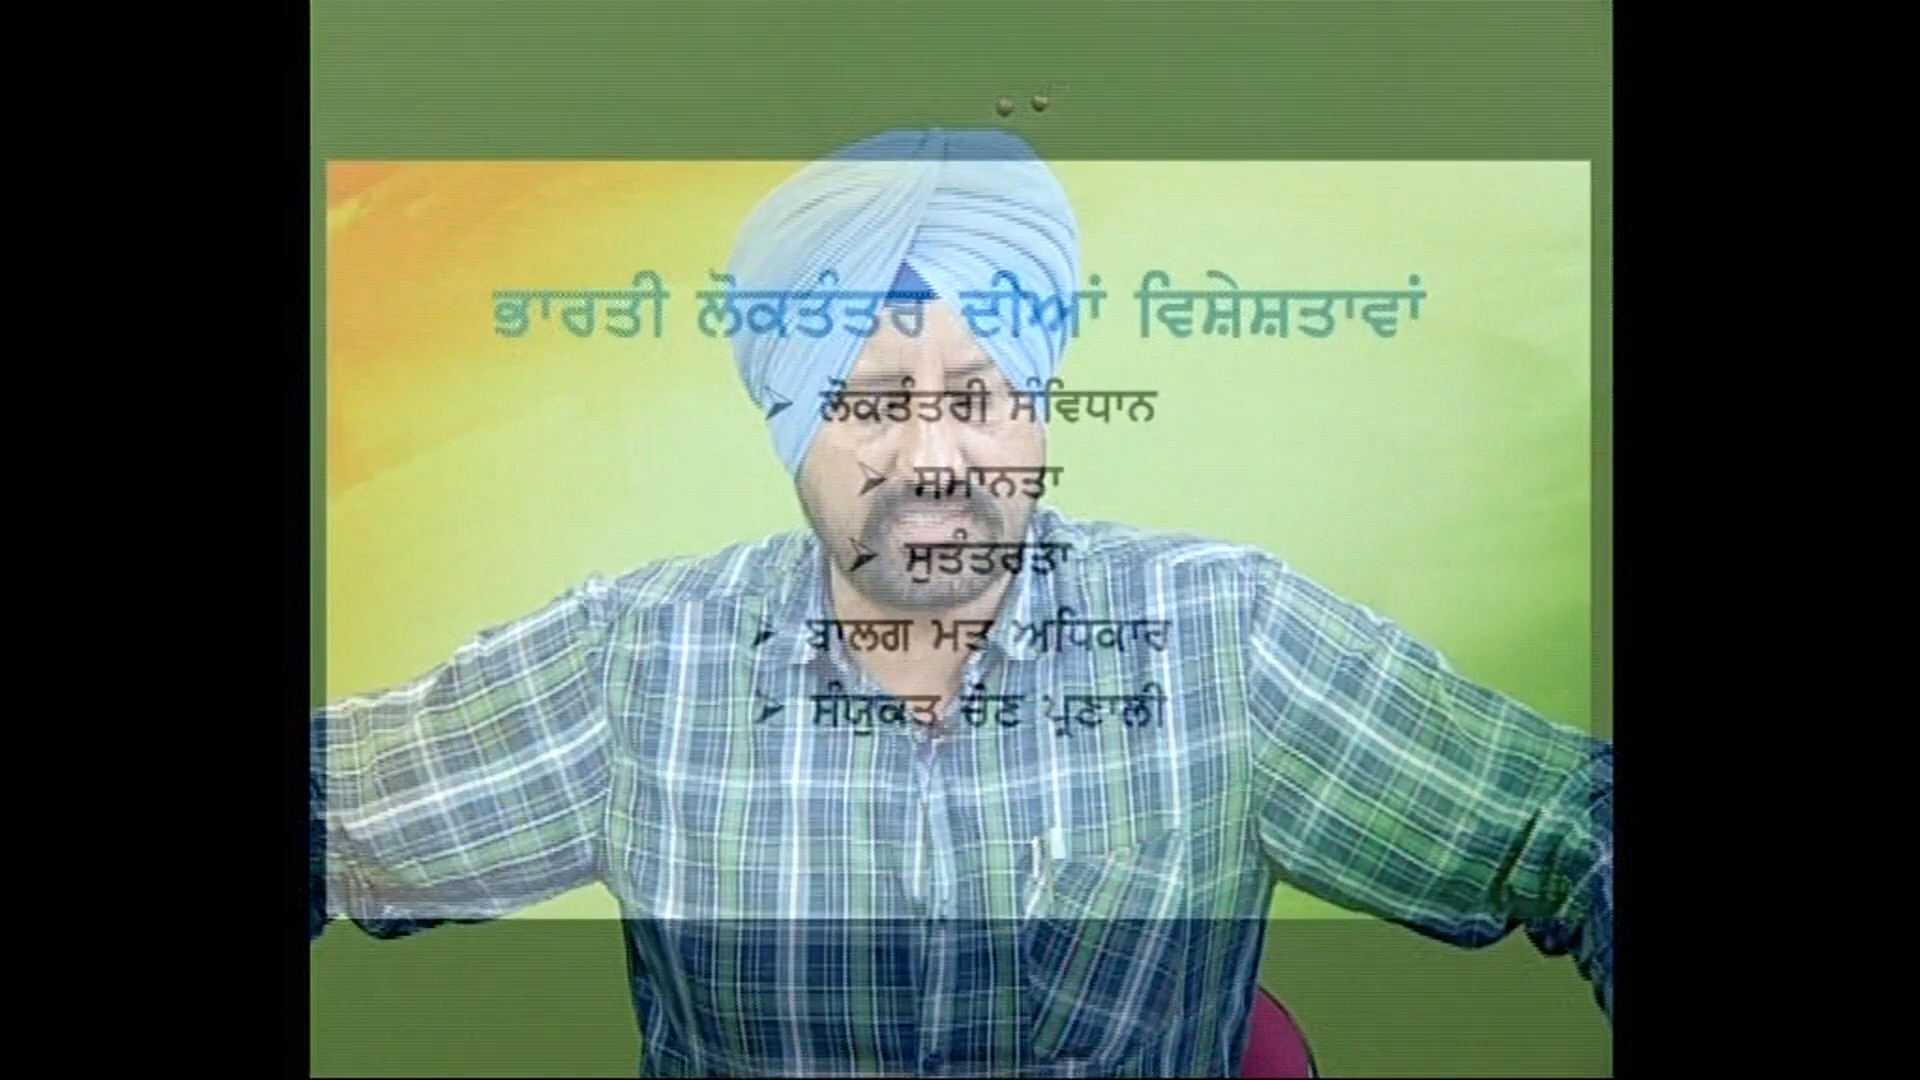 ਭਾਰਤੀ ਲੋਕਤੰਤਰ ਦੀਆਂ ਵਿਸ਼ੇਸ਼ਤਾਵਾਂ
➢ ਲੋਕਤੰਤਰੀ ਸੰਵਿਧਾਨ
➢ ਸਮਾਨਤਾ
➢ ਸੁਤੰਤਰਤਾ
➢ ਬਾਲਗ ਮਤ ਅਧਿਕਾਰ
➢ ਸੰਯੁਕਤ ਚੋਣ ਪ੍ਰਣਾਲੀ